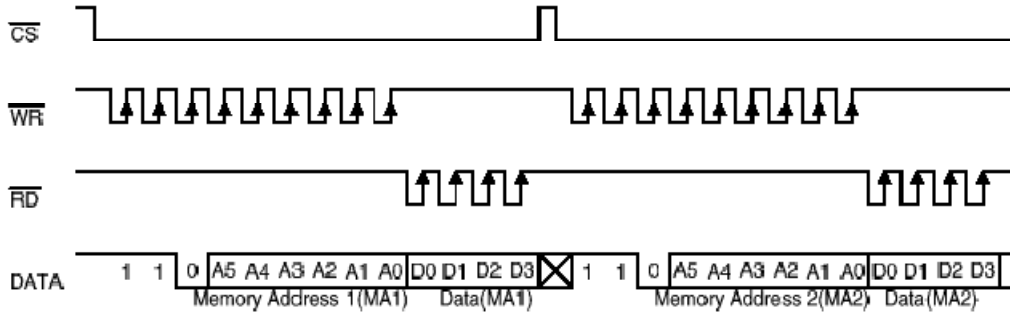 CS
WR
RD
DATA 1 1 0 A5 A4 A3 A2 A1 A0 D0 D1 D2 D3 1 1 0 A5 A4 A3 A2 A1 A0 D0 D1 D2 D3
Memory Address 1(MA1) Data(MA1) Memory Address 2(MA2) Data(MA2)